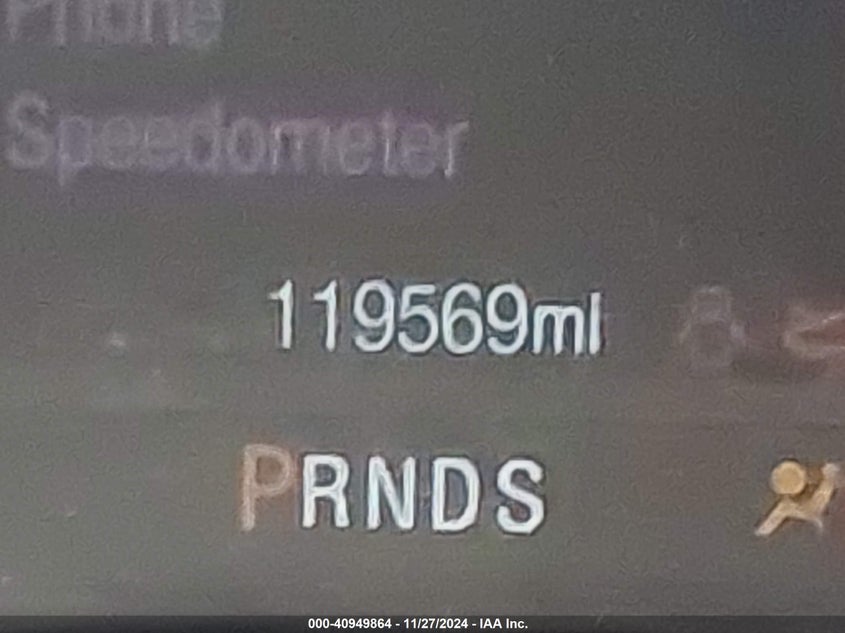 Phone
Speedometer
119569mi
PRNDS
000-40949864 - 11/27/2024 - IAA Inc.